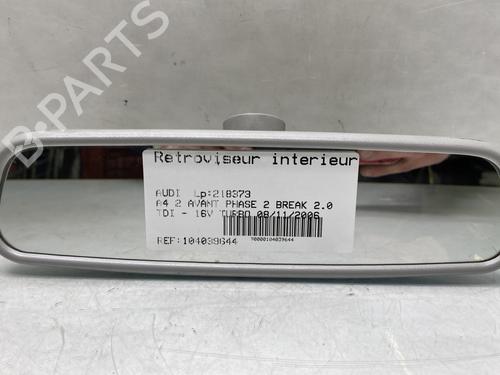 Retroviseur interieur
AUDI Lp:218373
A4 2 AVANT PHASE 2 BREAK 2.0
TDI - 16V TURBO 08/11/2006
REF:104039644
T0000104039644
B-PARTS